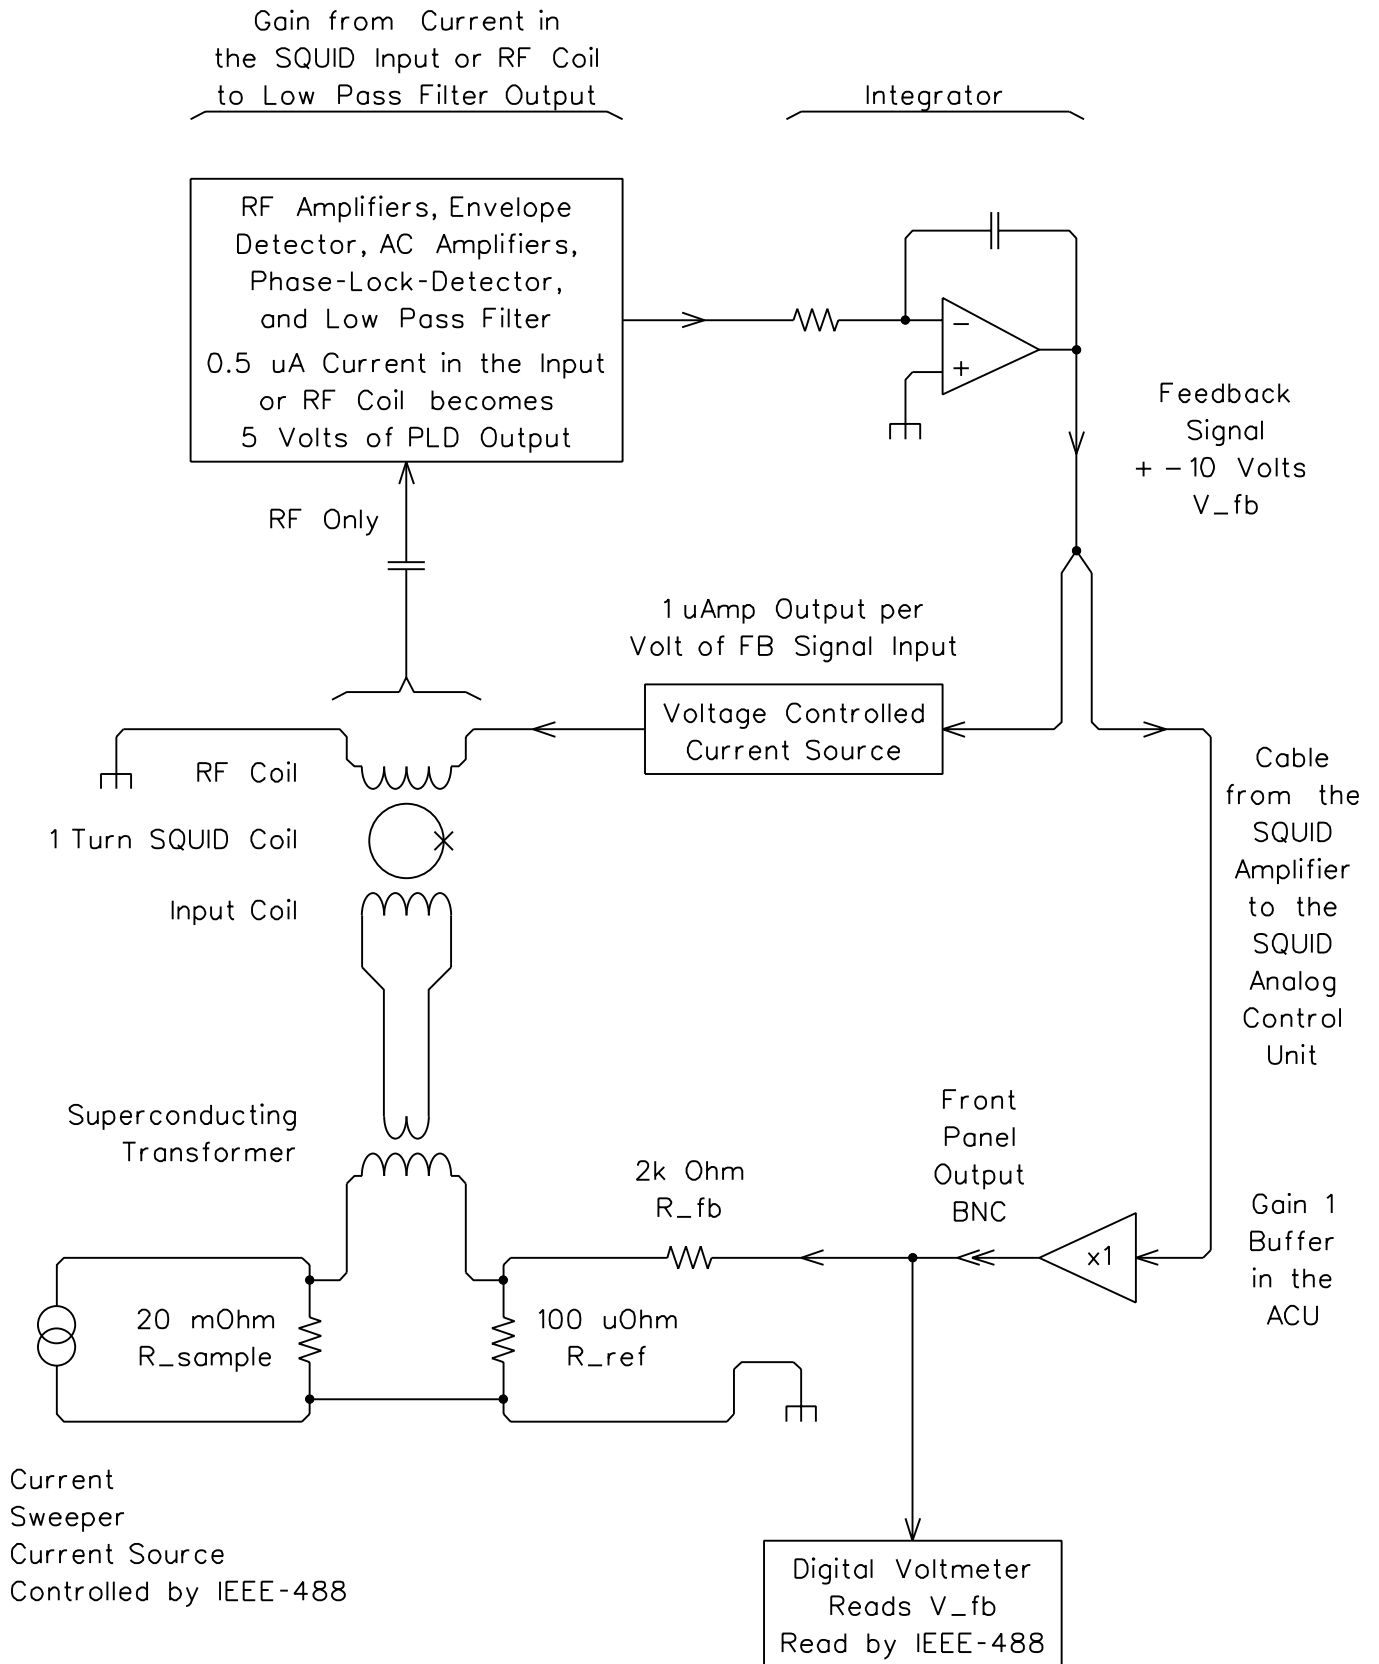 Gain from Current in
the SQUID Input or RF Coil
to Low Pass Filter Output
Integrator
RF Amplifiers, Envelope
Detector, AC Amplifiers,
Phase-Lock-Detector,
and Low Pass Filter
0.5 uA Current in the Input
or RF Coil becomes
5 Volts of PLD Output
−
+
Feedback
Signal
+ − 10 Volts
V_fb
RF Only
1 uAmp Output per
Volt of FB Signal Input
Voltage Controlled
Current Source
RF Coil
1 Turn SQUID Coil
Input Coil
Cable
from the
SQUID
Amplifier
to the
SQUID
Analog
Control
Unit
Superconducting
Transformer
Front
Panel
Output
BNC
2k Ohm
R_fb
x1
Gain 1
Buffer
in the
ACU
20 mOhm
R_sample
100 uOhm
R_ref
Current
Sweeper
Current Source
Controlled by IEEE-488
Digital Voltmeter
Reads V_fb
Read by IEEE-488